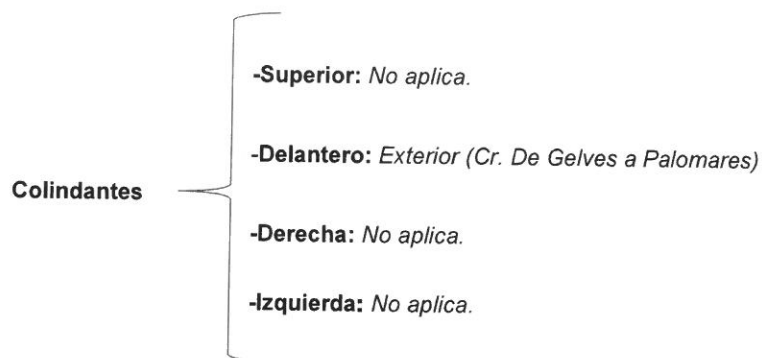 -Superior: No aplica.
-Delantero: Exterior (Cr. De Gelves a Palomares)
Colindantes
-Derecha: No aplica.
-Izquierda: No aplica.